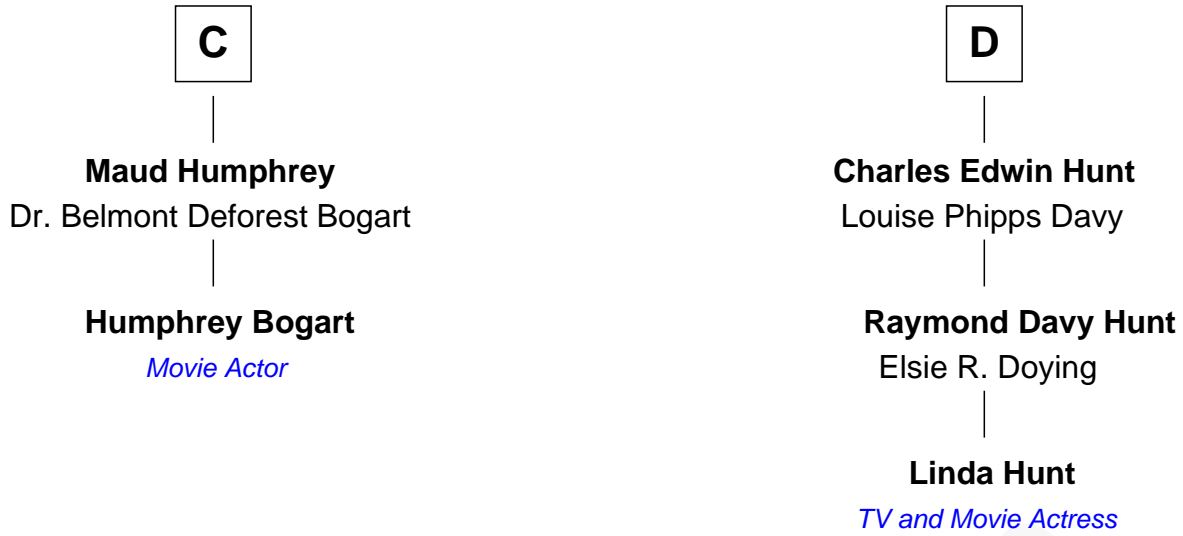 C
Maud Humphrey
Dr. Belmont Deforest Bogart
Humphrey Bogart
Movie Actor
D
Charles Edwin Hunt
Louise Phipps Davy
Raymond Davy Hunt
Elsie R. Doying
Linda Hunt
TV and Movie Actress